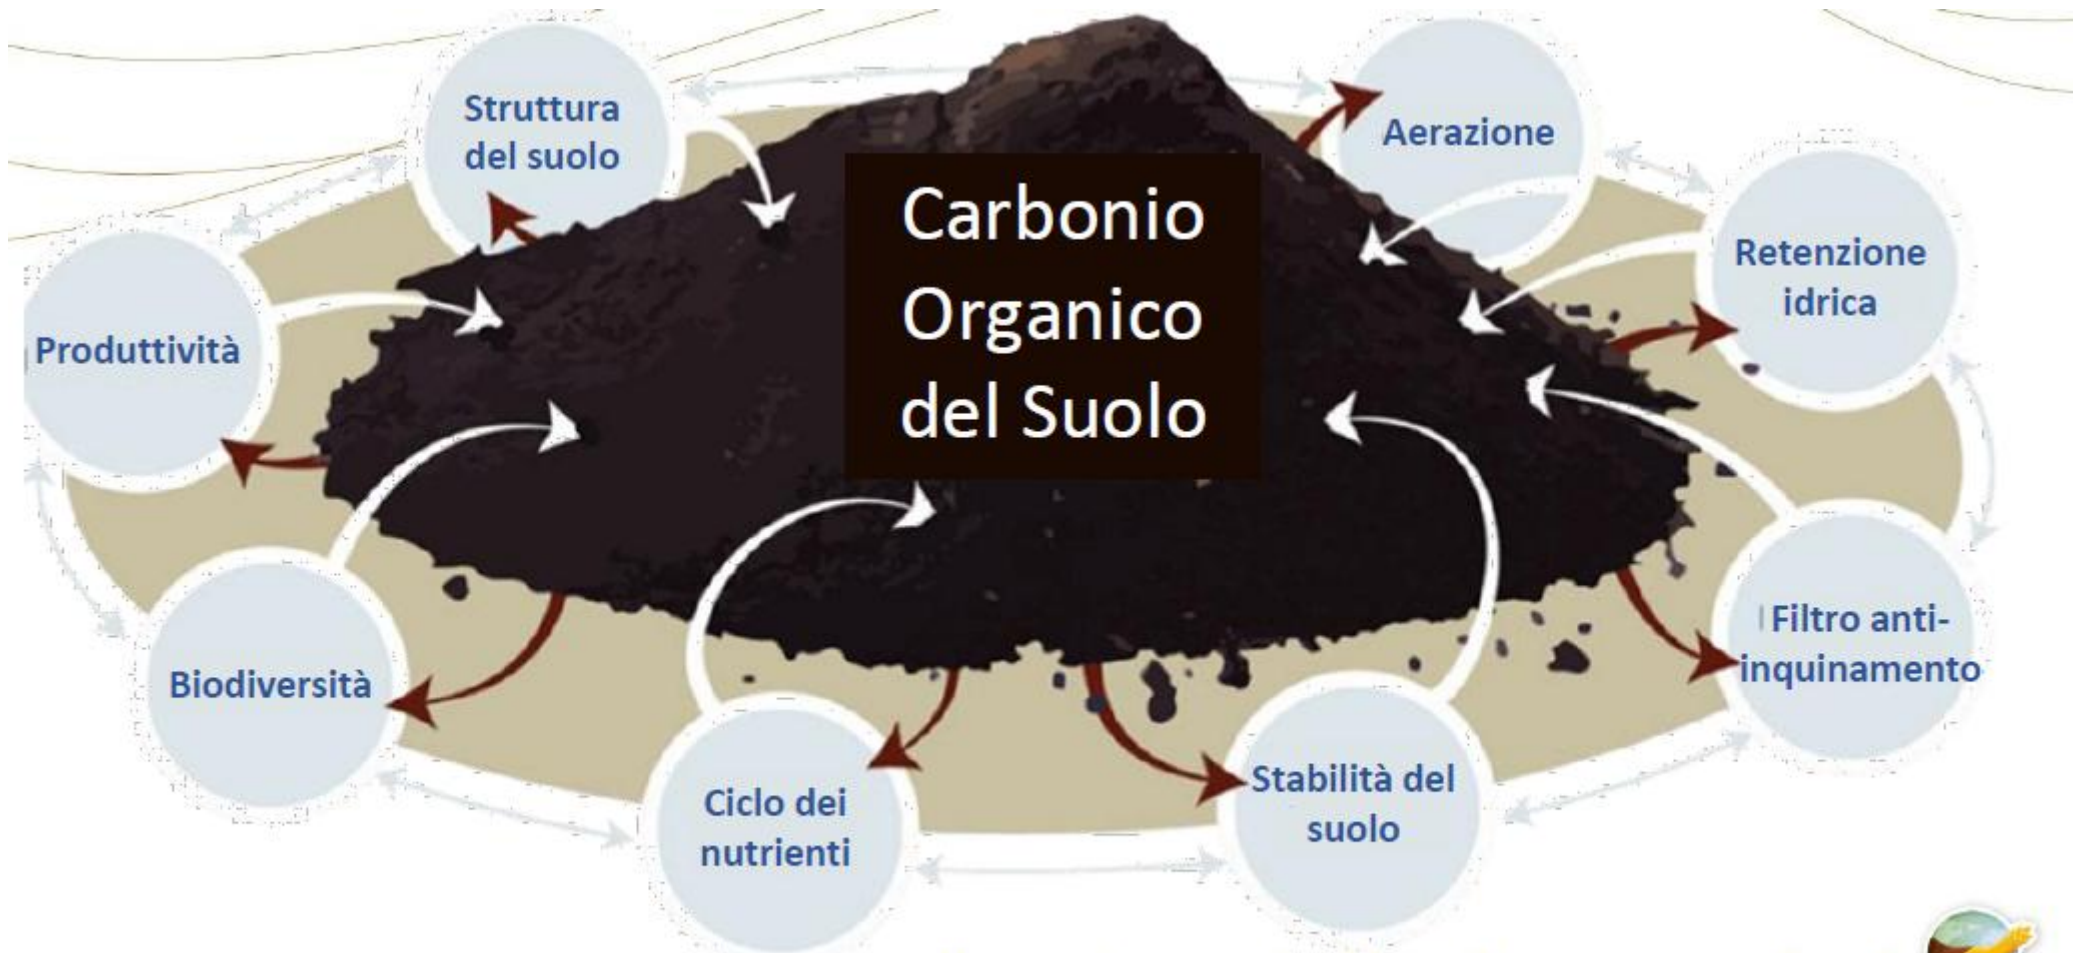 Struttura
del suolo
Aerazione
Carbonio
Organico
del Suolo
Retenzione
idrica
Produttività
Filtro anti-
inquinamento
Biodiversità
Stabilità del
suolo
Ciclo dei
nutrienti